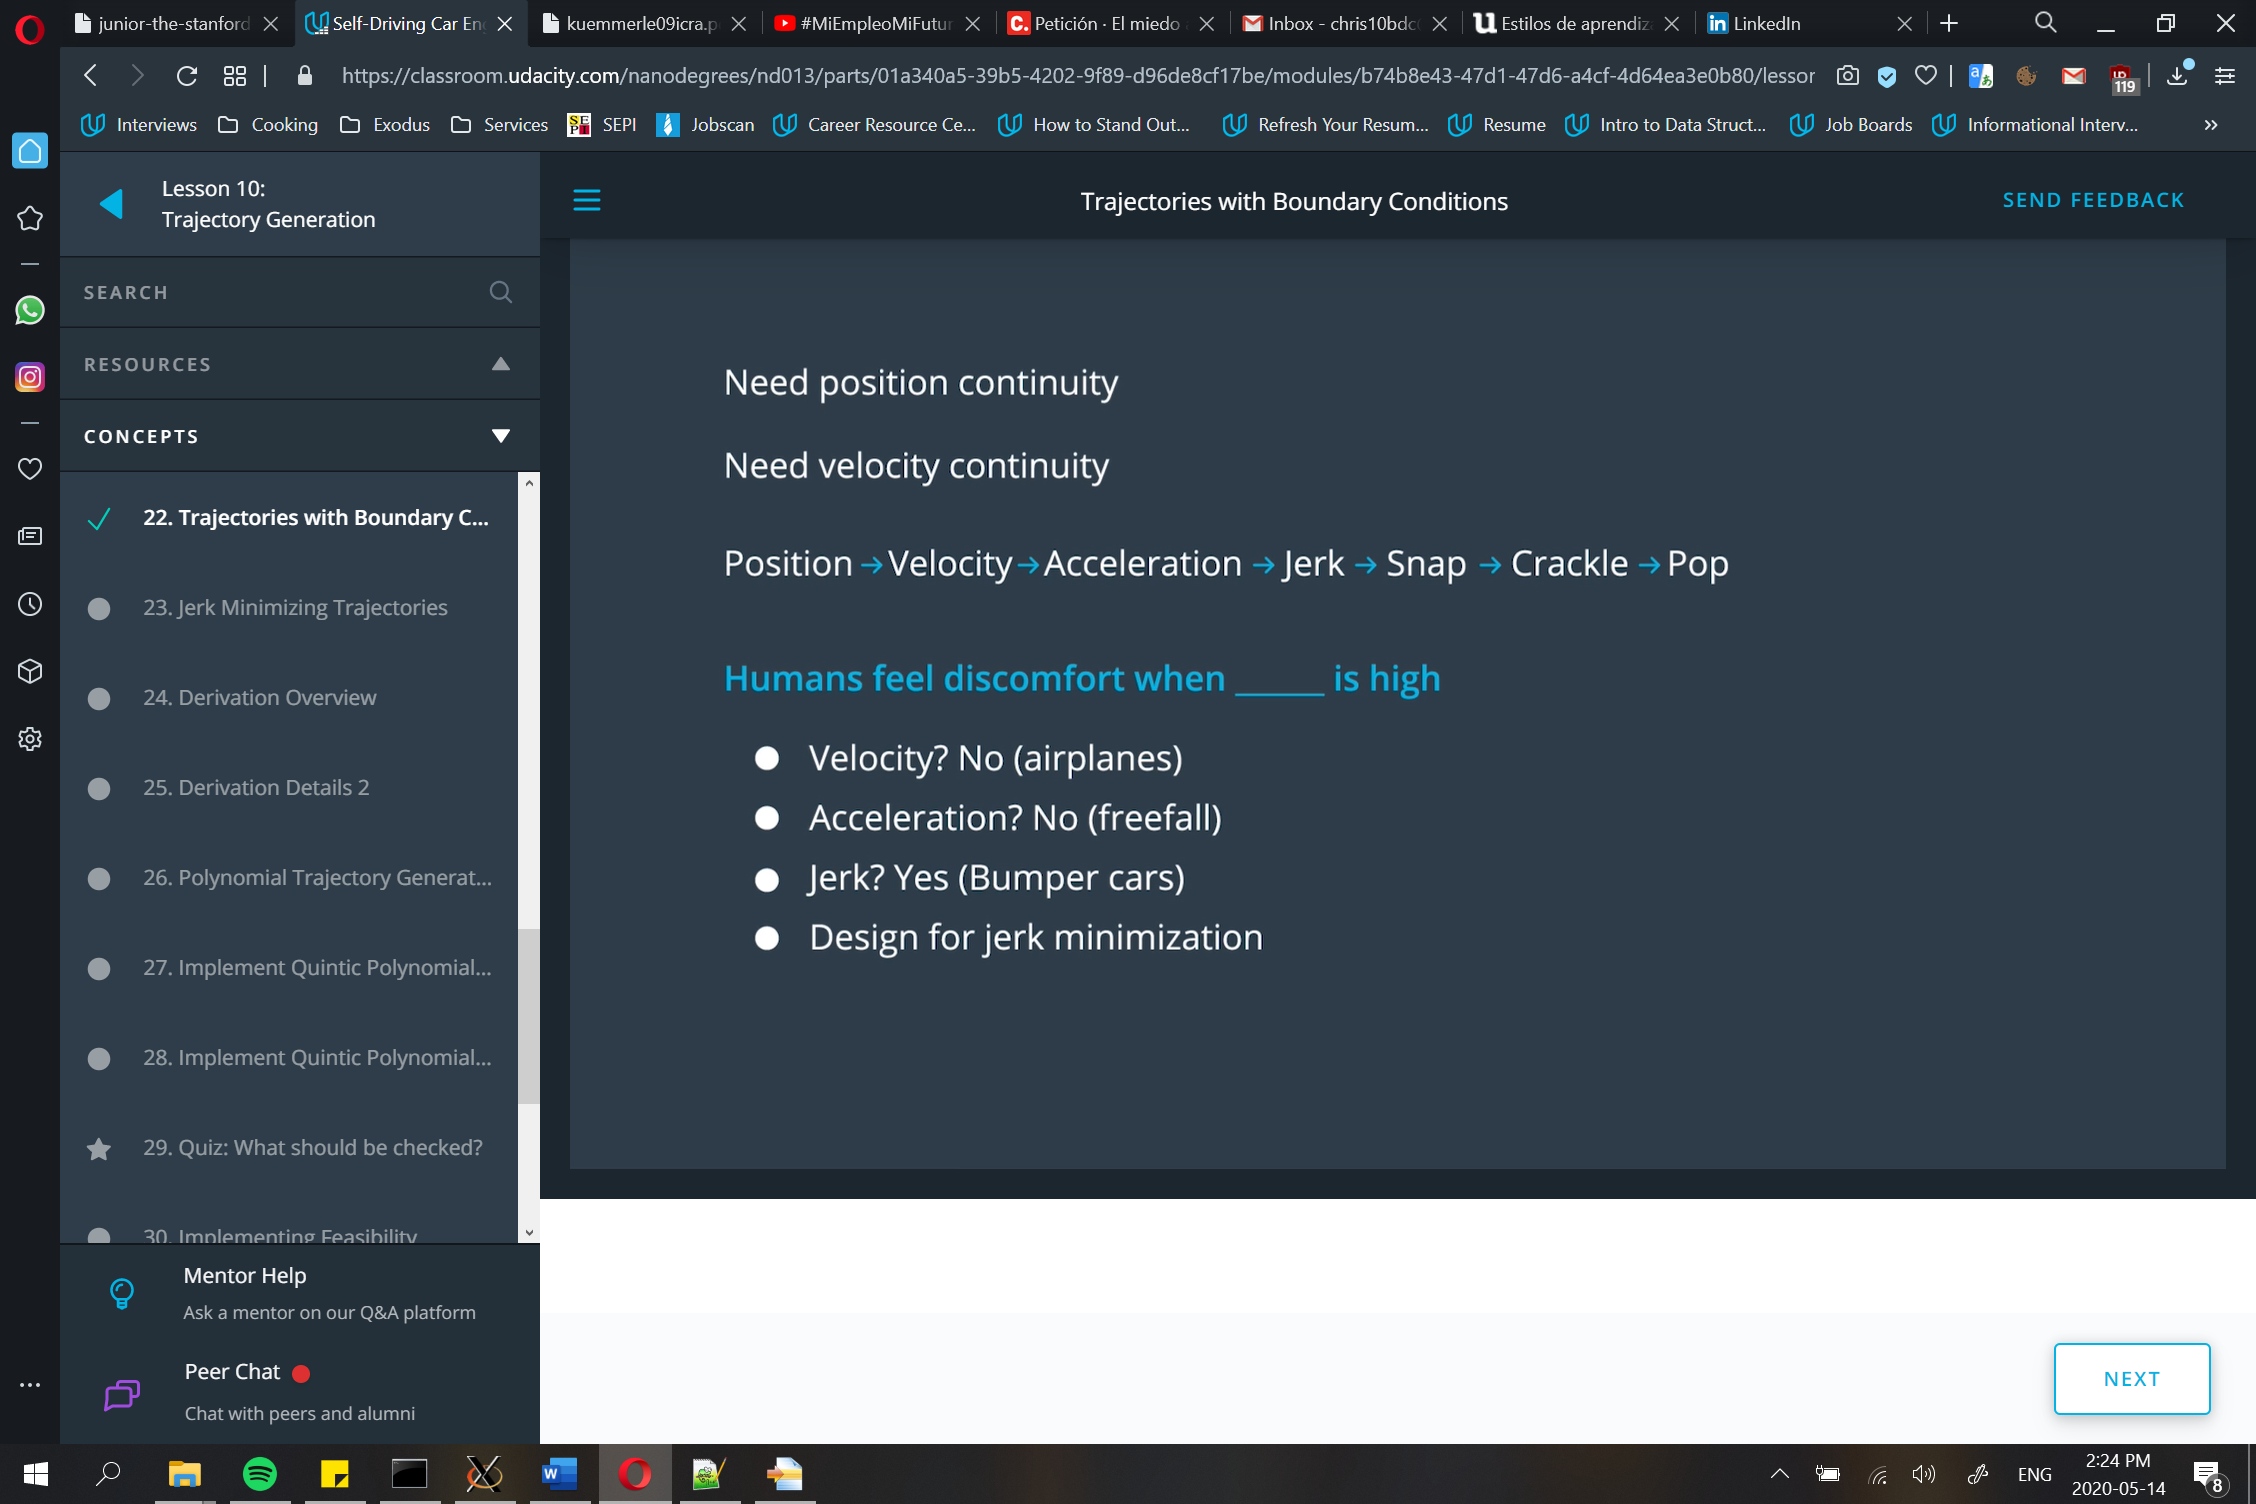 junior-the-stanford
Self-Driving Car En
kuemmerle09icra.p
#MiEmpleoMiFutur
Petición · El miedo
Inbox - chris10bdc
Estilos de aprendiz
LinkedIn
https://classroom.udacity.com/nanodegrees/nd013/parts/01a340a5-39b5-4202-9f89-d96de8cf17be/modules/b74b8e43-47d1-47d6-a4cf-4d64ea3e0b80/lessor
119
Interviews
Cooking
Exodus
Services
SEPI
Jobscan
Career Resource Ce...
How to Stand Out...
Refresh Your Resum...
Resume
Intro to Data Struct...
Job Boards
Informational Interv...
»
Lesson 10:
Trajectory Generation
Trajectories with Boundary Conditions
SEND FEEDBACK
SEARCH
RESOURCES
CONCEPTS
22. Trajectories with Boundary C...
23. Jerk Minimizing Trajectories
24. Derivation Overview
25. Derivation Details 2
26. Polynomial Trajectory Generat...
27. Implement Quintic Polynomial...
28. Implement Quintic Polynomial...
29. Quiz: What should be checked?
30. Implementing Feasibility
Need position continuity
Need velocity continuity
Position → Velocity → Acceleration → Jerk → Snap → Crackle → Pop
Humans feel discomfort when _____ is high
● Velocity? No (airplanes)
● Acceleration? No (freefall)
● Jerk? Yes (Bumper cars)
● Design for jerk minimization
Mentor Help
Ask a mentor on our Q&A platform
Peer Chat
Chat with peers and alumni
NEXT
ENG
2:24 PM
2020-05-14
8